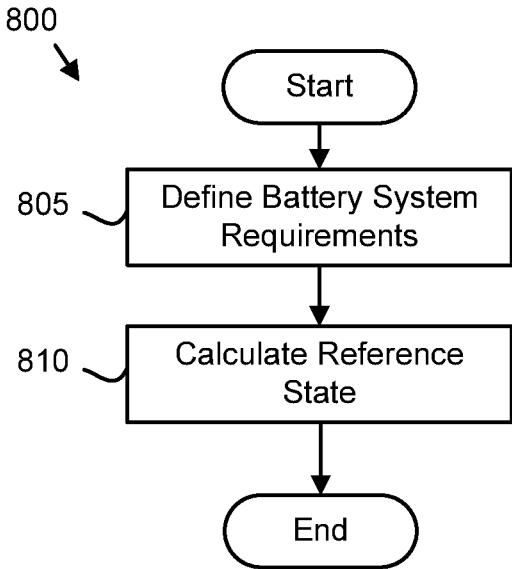 800
Start
805
Define Battery System
Requirements
810
Calculate Reference
State
End